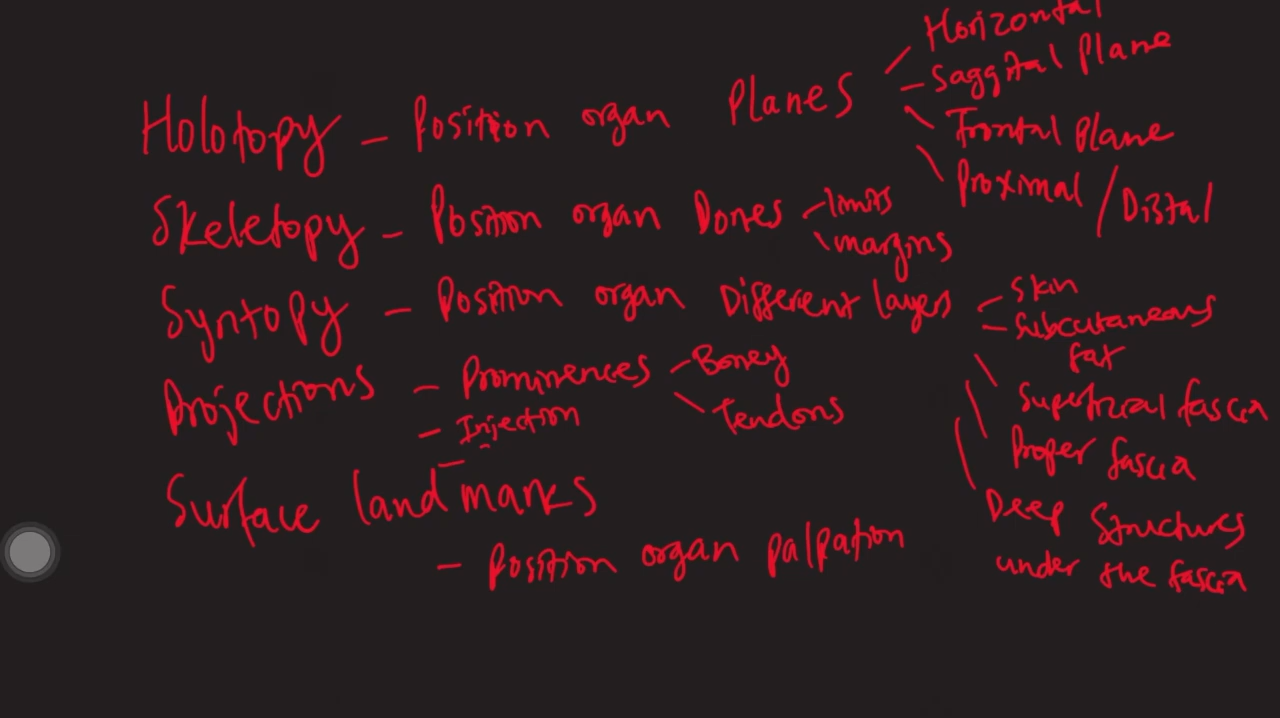 Horizontal
Holotopy - Position organ Planes - Saggital Plane
Frontal Plane
Proximal / Distal
Skeletopy - Position organ Bones - limits
margins
Syntopy - Position organ Different layers - Skin
- Subcutaneous
fat
Superficial fascia
Proper fascia
Deep Structures
under the fascia
Projections - Prominences - Boney
Tendons
- Injection
Surface landmarks
- Position organ palpation